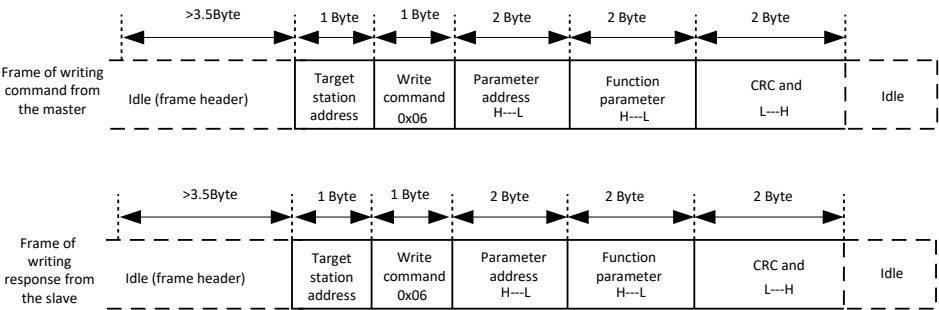 >3.5Byte 1 Byte 1 Byte 2 Byte 2 Byte 2 Byte
Frame of writing
command from
the master
Idle (frame header)
Target
station
address
Write
command
0x06
Parameter
address
H---L
Function
parameter
H---L
CRC and
L---H
Idle
>3.5Byte 1 Byte 1 Byte 2 Byte 2 Byte 2 Byte
Frame of
writing
response from
the slave
Idle (frame header)
Target
station
address
Write
command
0x06
Parameter
address
H---L
Function
parameter
H---L
CRC and
L---H
Idle